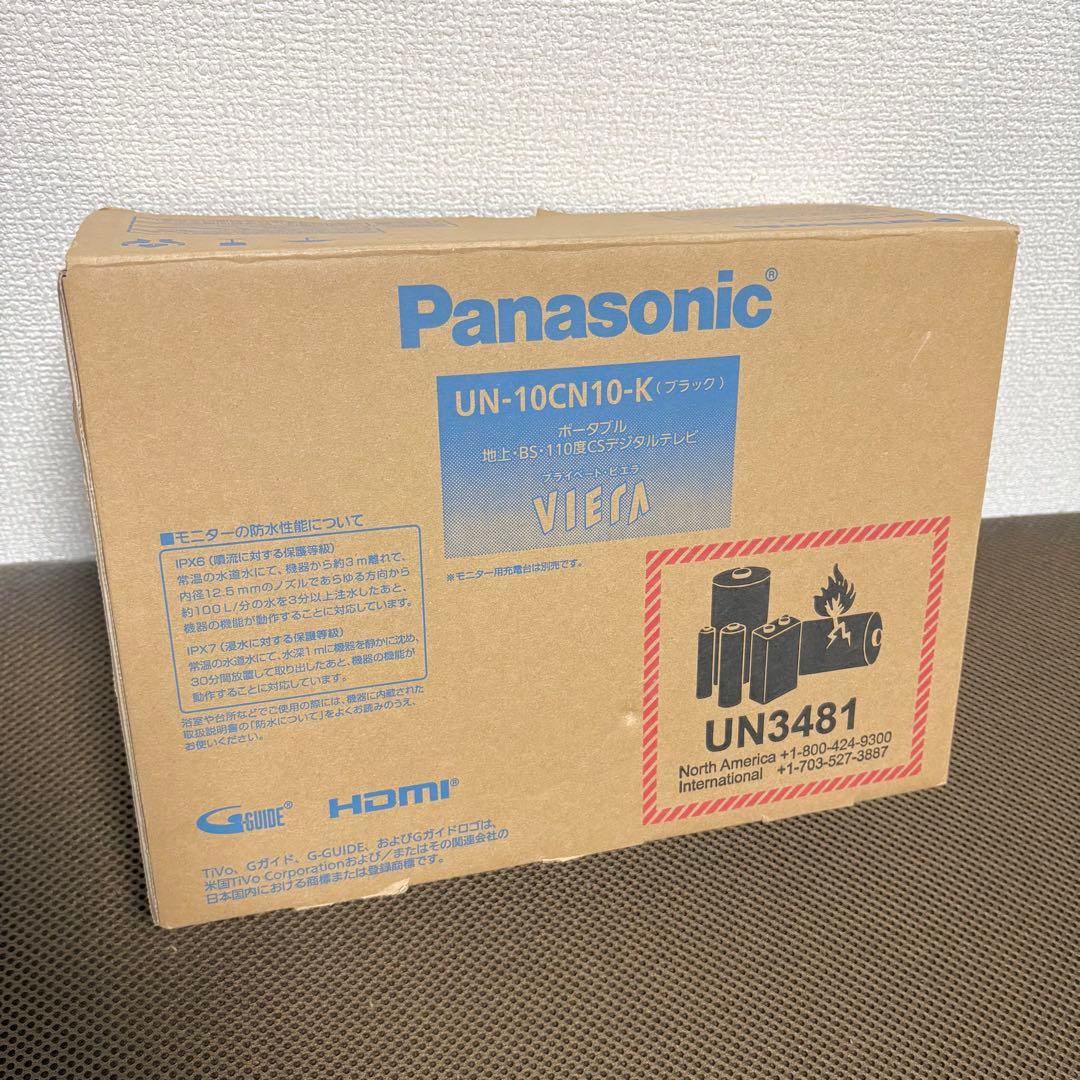 Panasonic®
UN-10CN10-K(ブラック)
ポータブル
地上・BS・110度CSデジタルテレビ
プライベート・ビエラ
VIErA
※モニター用充電台は別売です。
■モニターの防水性能について
IPX6(噴流に対する保護等級)
常温の水道水にて、機器から約3m離れて、
内径12.5mmのノズルであらゆる方向から
約100L/分の水を3分以上注水したあと、
機器の機能が動作することに対応しています。
IPX7(浸水に対する保護等級)
常温の水道水にて、水深1mに機器を静かに沈め、
30分間放置して取り出したあと、機器の機能が
動作することに対応しています。
浴室や台所などでご使用の際には、機器に内蔵された
取扱説明書の「防水について」をよくお読みのうえ、
お使いください。
G-GUIDE®
HDMI®
TiVo、Gガイド、G-GUIDE、およびGガイドロゴは、
米国TiVo Corporationおよび/またはその関連会社の
日本国内における商標または登録商標です。
UN3481
North America +1-800-424-9300
International +1-703-527-3887